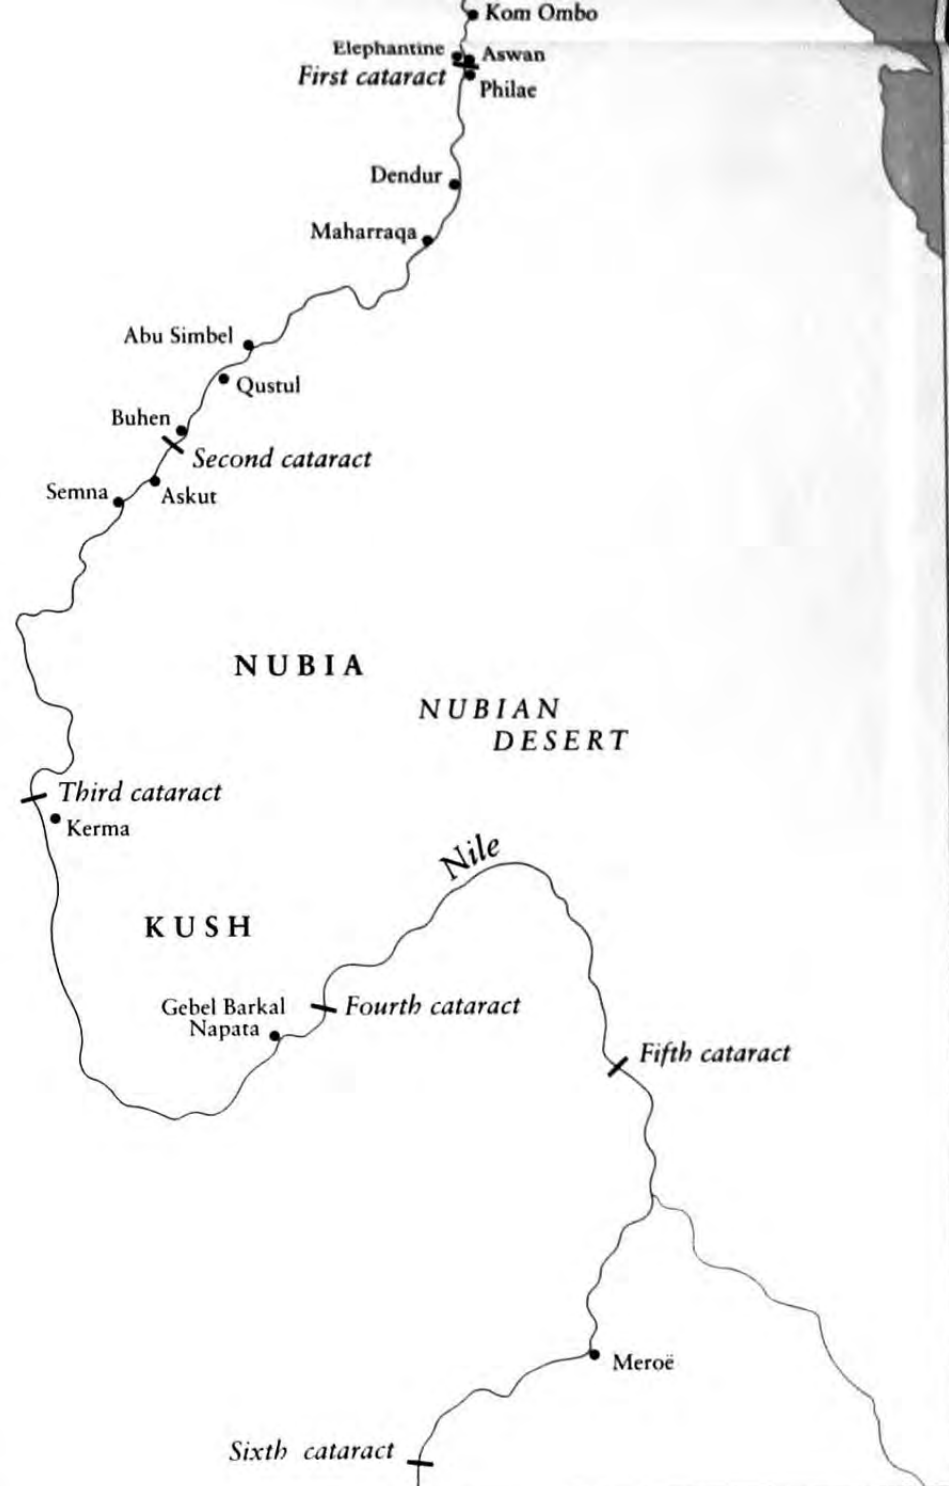 Kom Ombo
Elephantine
Aswan
First cataract
Philae
Dendur
Maharraqa
Abu Simbel
Qustul
Buhen
Second cataract
Semna
Askut
NUBIA
NUBIAN
DESERT
Third cataract
Kerma
Nile
KUSH
Gebel Barkal
Napata
Fourth cataract
Fifth cataract
Meroë
Sixth cataract